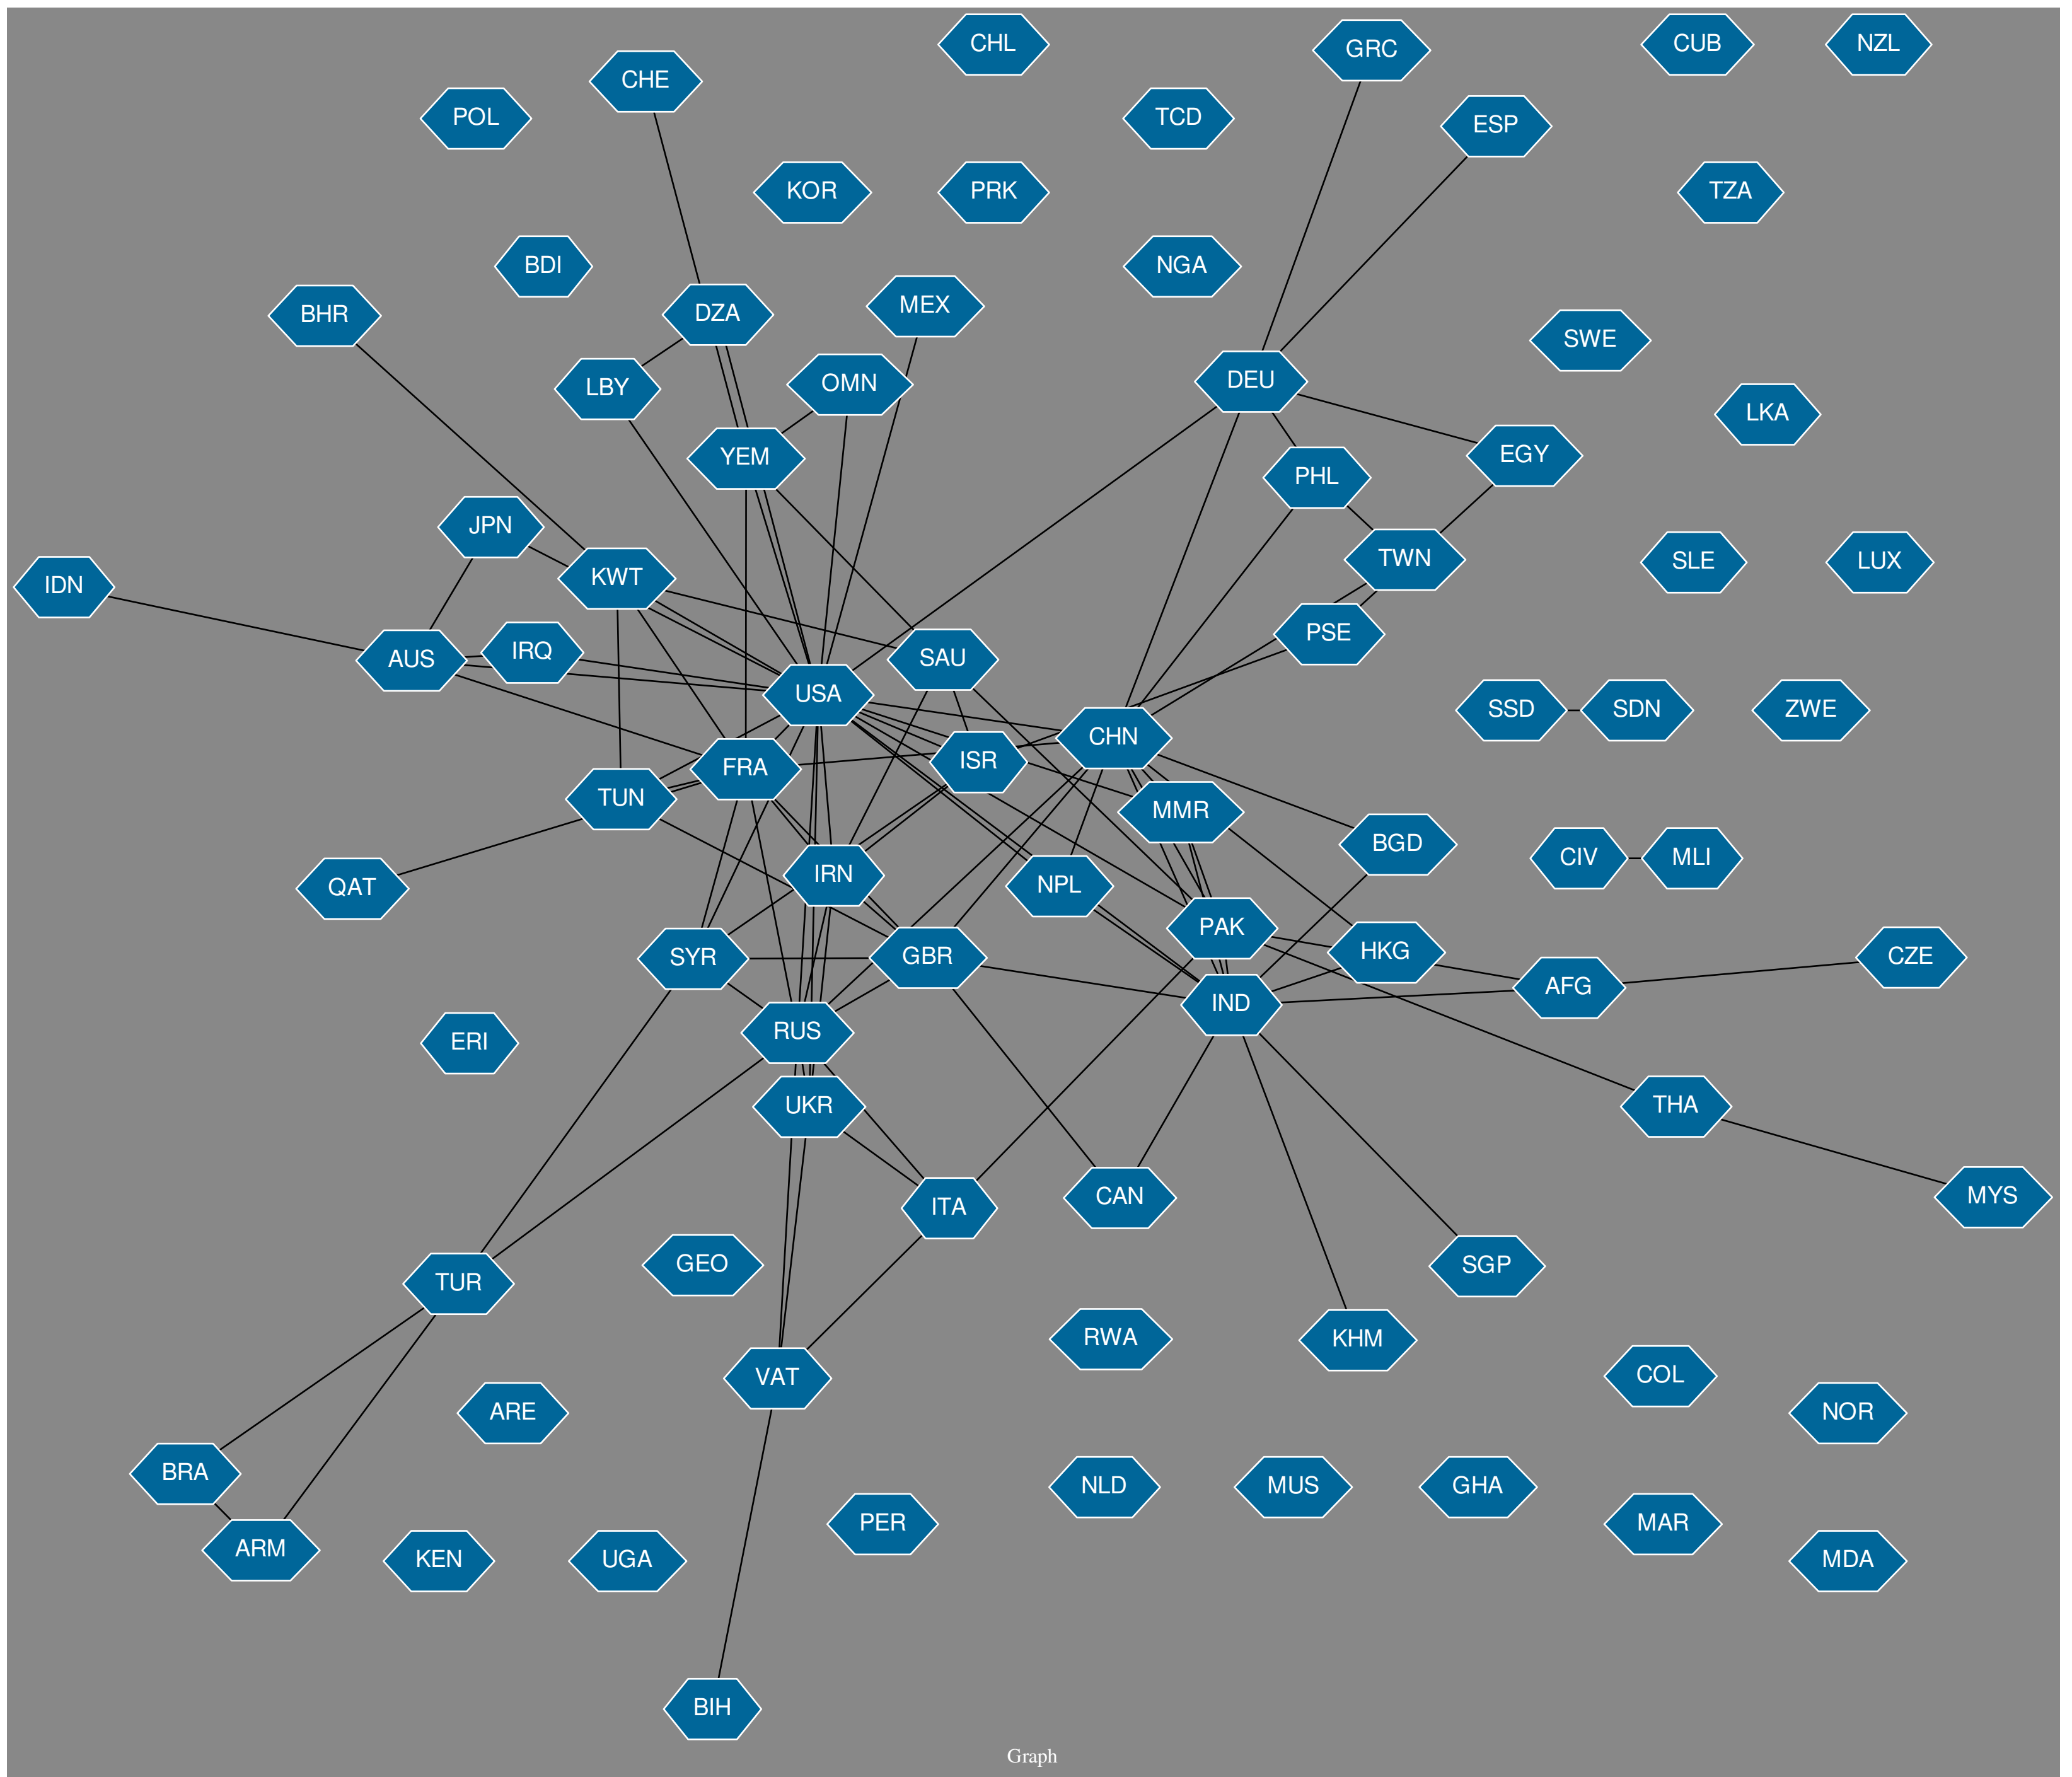 CHL
GRC
CUB
NZL
CHE
POL
TCD
ESP
KOR
PRK
TZA
BDI
NGA
BHR
DZA
MEX
SWE
LBY
OMN
DEU
LKA
YEM
PHL
EGY
JPN
TWN
SLE
LUX
IDN
KWT
PSE
AUS
IRQ
SAU
USA
SSD
SDN
ZWE
CHN
FRA
ISR
TUN
MMR
BGD
CIV
MLI
QAT
IRN
NPL
PAK
HKG
CZE
SYR
GBR
AFG
IND
ERI
RUS
UKR
THA
ITA
CAN
MYS
GEO
SGP
TUR
RWA
KHM
VAT
COL
ARE
NOR
BRA
NLD
MUS
GHA
PER
MAR
ARM
KEN
UGA
MDA
BIH
Graph